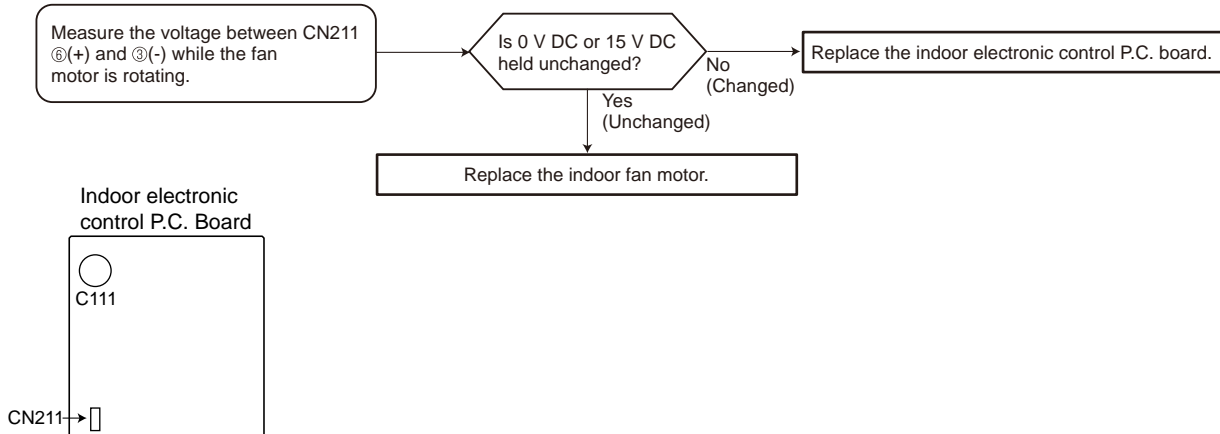 Measure the voltage between CN211
⑥(+) and ③(-) while the fan
motor is rotating.
Is 0 V DC or 15 V DC
held unchanged?
No
(Changed)
Replace the indoor electronic control P.C. board.
Yes
(Unchanged)
Replace the indoor fan motor.
Indoor electronic
control P.C. Board
C111
CN211